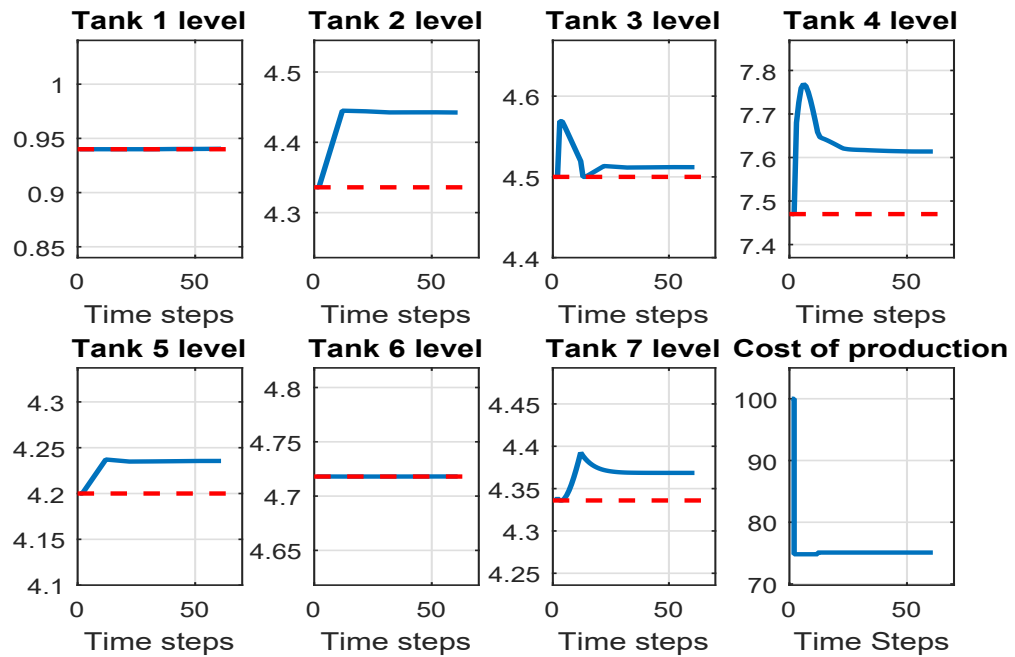 Tank 1 level
1
0.95
0.9
0.85
0 50
Time steps
Tank 2 level
4.5
4.4
4.3
0 50
Time steps
Tank 3 level
4.6
4.5
4.4
0 50
Time steps
Tank 4 level
7.8
7.7
7.6
7.5
7.4
0 50
Time steps
Tank 5 level
4.3
4.25
4.2
4.15
4.1
0 50
Time steps
Tank 6 level
4.8
4.75
4.7
4.65
0 50
Time steps
Tank 7 level
4.45
4.4
4.35
4.3
4.25
0 50
Time steps
Cost of production
100
90
80
70
0 50
Time Steps